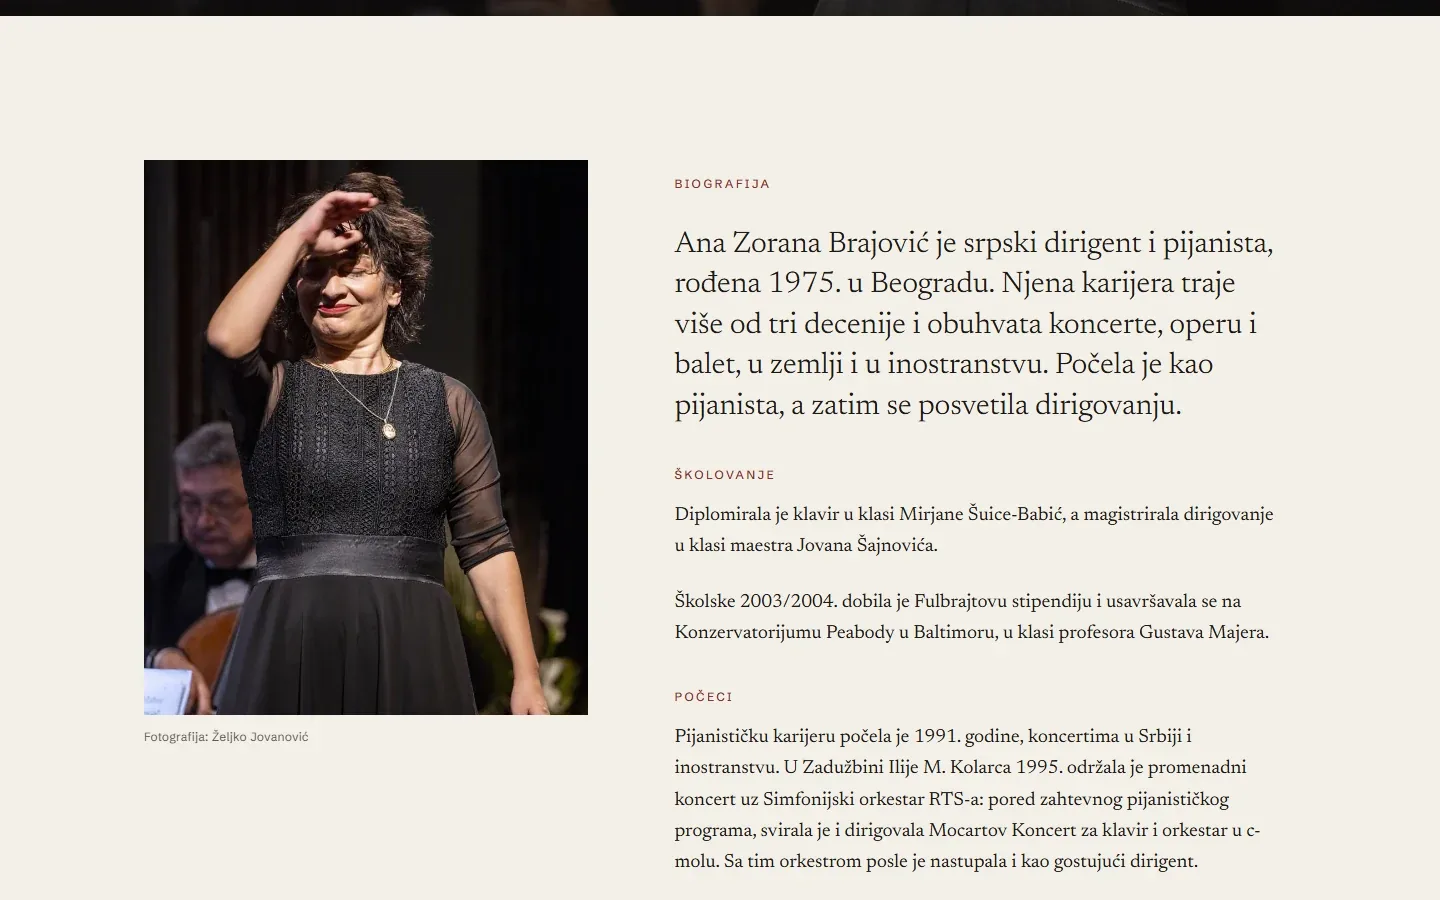 BIOGRAFIJA
Ana Zorana Brajović je srpski dirigent i pijanista,
rođena 1975. u Beogradu. Njena karijera traje
više od tri decenije i obuhvata koncerte, operu i
balet, u zemlji i u inostranstvu. Počela je kao
pijanista, a zatim se posvetila dirigovanju.
ŠKOLOVANJE
Diplomirala je klavir u klasi Mirjane Šuice-Babić, a magistrirala dirigovanje
u klasi maestra Jovana Šajnovića.
Školske 2003/2004. dobila je Fulbrajtovu stipendiju i usavršavala se na
Konzervatorijumu Peabody u Baltimoru, u klasi profesora Gustava Majera.
POČECI
Pijanističku karijeru počela je 1991. godine, koncertima u Srbiji i
inostranstvu. U Zadužbini Ilije M. Kolarca 1995. održala je promenadni
koncert uz Simfonijski orkestar RTS-a: pored zahtevnog pijanističkog
programa, svirala je i dirigovala Mocartov Koncert za klavir i orkestar u c-
molu. Sa tim orkestrom posle je nastupala i kao gostujući dirigent.
Fotografija: Željko Jovanović